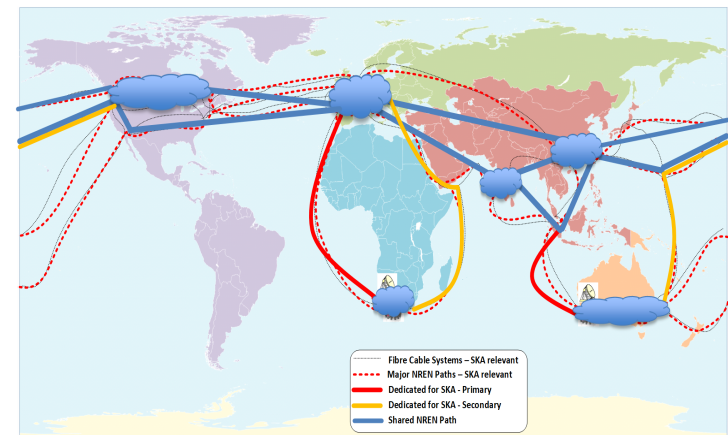 Fibre Cable Systems – SKA relevant
Major NREN Paths – SKA relevant
Dedicated for SKA - Primary
Dedicated for SKA - Secondary
Shared NREN Path